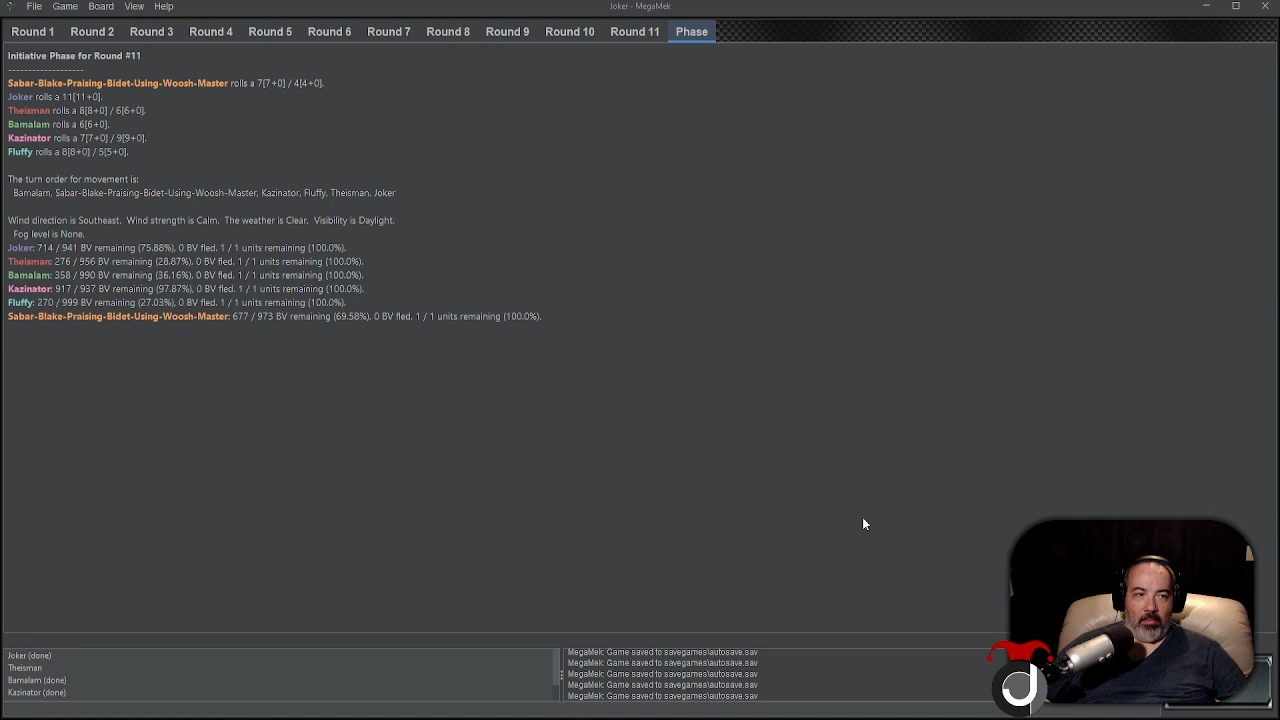 File Game Board View Help
Joker - MegaMek
Round 1 Round 2 Round 3 Round 4 Round 5 Round 6 Round 7 Round 8 Round 9 Round 10 Round 11 Phase
Initiative Phase for Round #11
-------------------
Sabar-Blake-Praising-Bidet-Using-Woosh-Master rolls a 7[7+0] / 4[4+0].
Joker rolls a 11[11+0].
Theisman rolls a 8[8+0] / 6[6+0].
Bamalam rolls a 6[6+0].
Kazinator rolls a 7[7+0] / 9[9+0].
Fluffy rolls a 8[8+0] / 5[5+0].
The turn order for movement is:
Bamalam, Sabar-Blake-Praising-Bidet-Using-Woosh-Master, Kazinator, Fluffy, Theisman, Joker
Wind direction is Southeast. Wind strength is Calm. The weather is Clear. Visibility is Daylight.
Fog level is None.
Joker: 714 / 941 BV remaining (75.88%), 0 BV fled. 1 / 1 units remaining (100.0%).
Theisman: 276 / 956 BV remaining (28.87%), 0 BV fled. 1 / 1 units remaining (100.0%).
Bamalam: 358 / 990 BV remaining (36.16%), 0 BV fled. 1 / 1 units remaining (100.0%).
Kazinator: 917 / 937 BV remaining (97.87%), 0 BV fled. 1 / 1 units remaining (100.0%).
Fluffy: 270 / 999 BV remaining (27.03%), 0 BV fled. 1 / 1 units remaining (100.0%).
Sabar-Blake-Praising-Bidet-Using-Woosh-Master: 677 / 973 BV remaining (69.58%), 0 BV fled. 1 / 1 units remaining (100.0%).
Joker (done)
Theisman
Bamalam (done)
Kazinator (done)
MegaMek: Game saved to savegames\autosave.sav
MegaMek: Game saved to savegames\autosave.sav
MegaMek: Game saved to savegames\autosave.sav
MegaMek: Game saved to savegames\autosave.sav
MegaMek: Game saved to savegames\autosave.sav